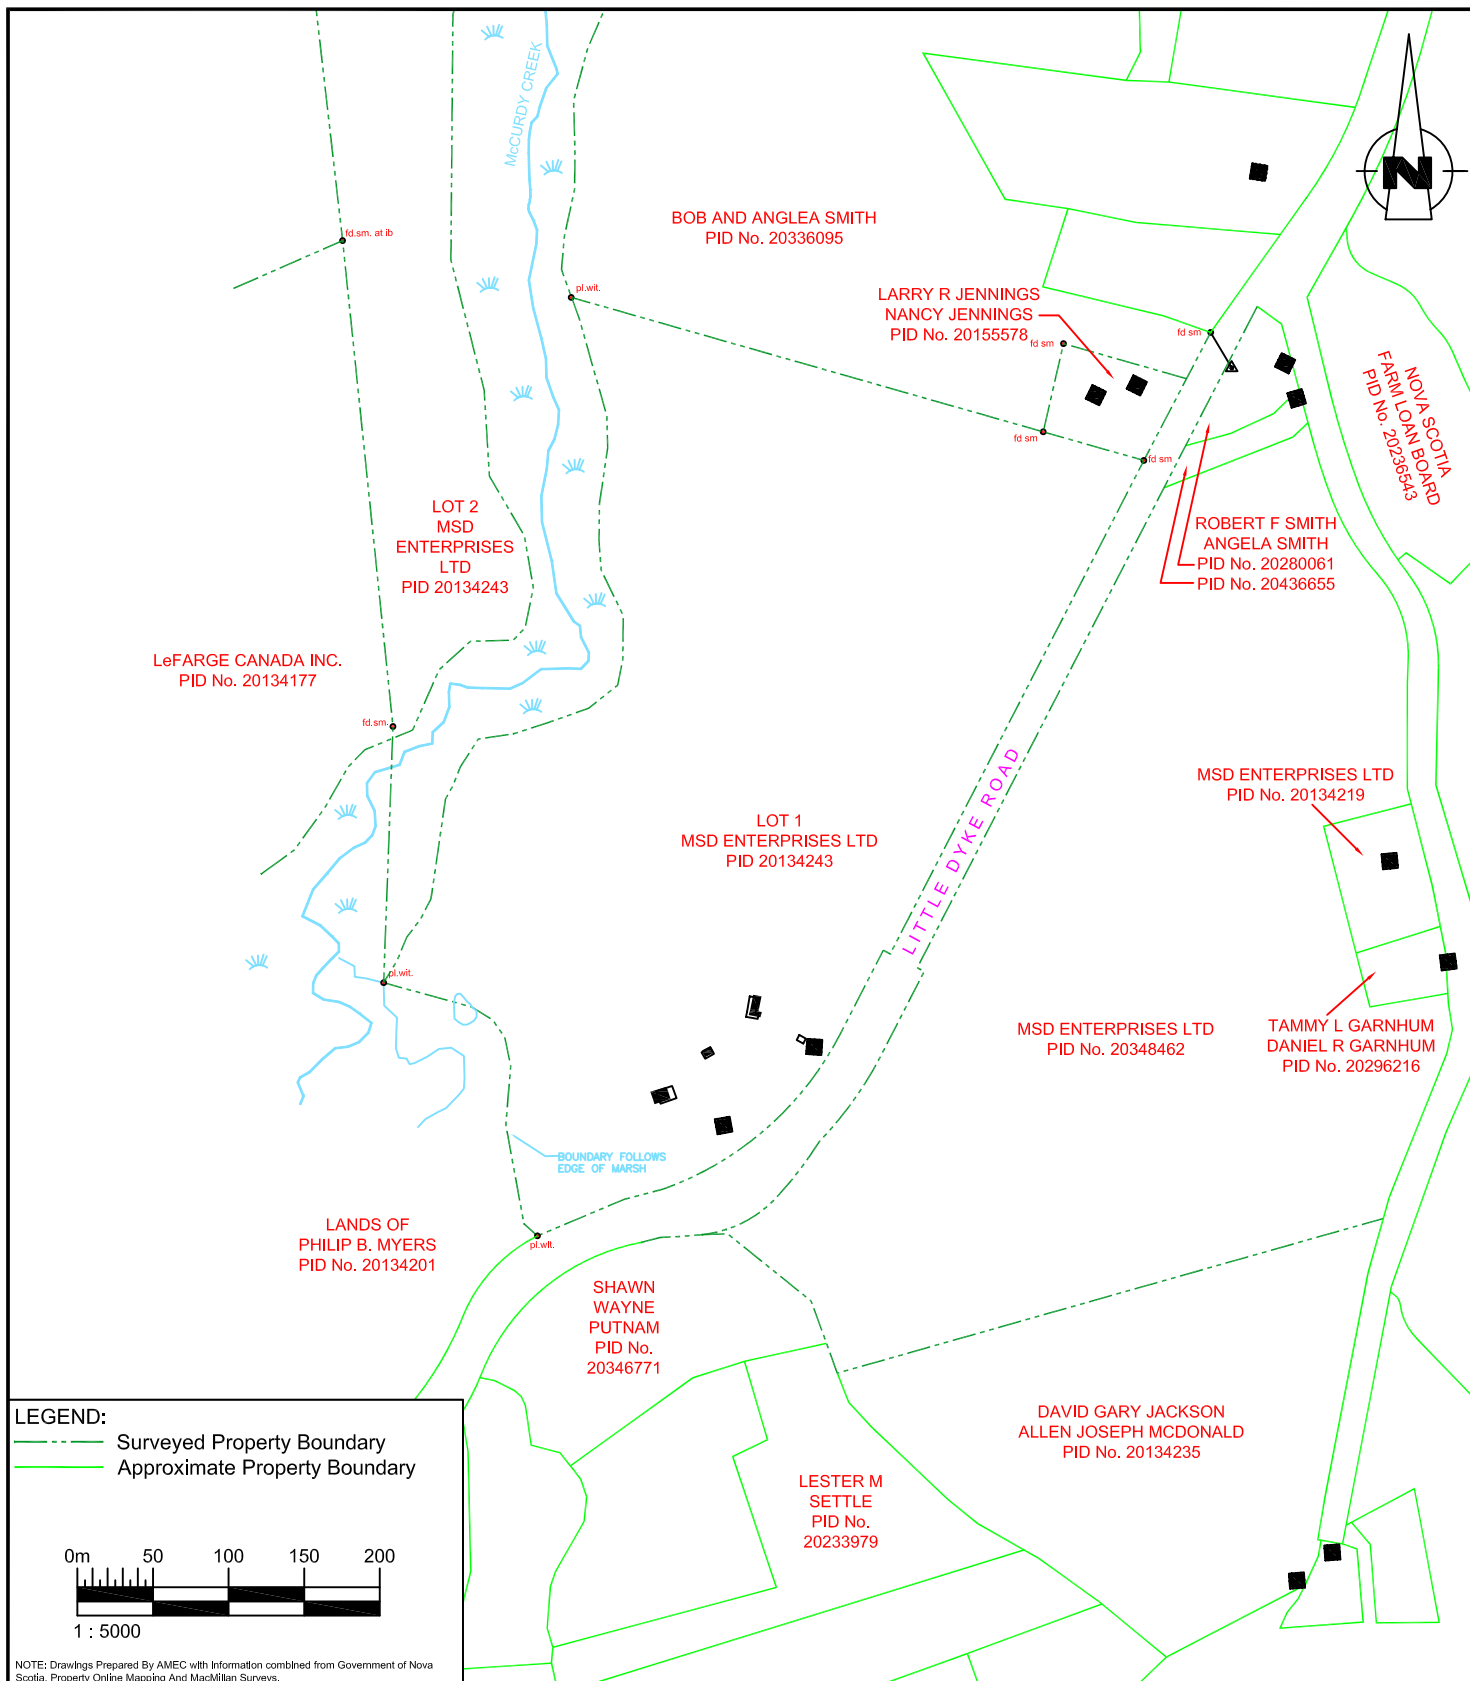 McCURDY CREEK
BOB AND ANGLEA SMITH
PID No. 20336095
fd.sm. at ib
pl.wit.
LARRY R JENNINGS
NANCY JENNINGS
PID No. 20155578
fd sm
fd sm
fd sm
fd sm
N
NOVA SCOTIA
FARM LOAN BOARD
PID No. 20236543
LOT 2
MSD
ENTERPRISES
LTD
PID 20134243
ROBERT F SMITH
ANGELA SMITH
PID No. 20280061
PID No. 20436655
LeFARGE CANADA INC.
PID No. 20134177
fd.sm.
LITTLE DYKE ROAD
MSD ENTERPRISES LTD
PID No. 20134219
LOT 1
MSD ENTERPRISES LTD
PID 20134243
pl.wit.
MSD ENTERPRISES LTD
PID No. 20348462
TAMMY L GARNHUM
DANIEL R GARNHUM
PID No. 20296216
BOUNDARY FOLLOWS
EDGE OF MARSH
LANDS OF
PHILIP B. MYERS
PID No. 20134201
pl.wit.
SHAWN
WAYNE
PUTNAM
PID No.
20346771
DAVID GARY JACKSON
ALLEN JOSEPH MCDONALD
PID No. 20134235
LESTER M
SETTLE
PID No.
20233979
LEGEND:
Surveyed Property Boundary
Approximate Property Boundary
0m 50 100 150 200
1 : 5000
NOTE: Drawings Prepared By AMEC with Information combined from Government of Nova
Scotia, Property Online Mapping And MacMillan Surveys.